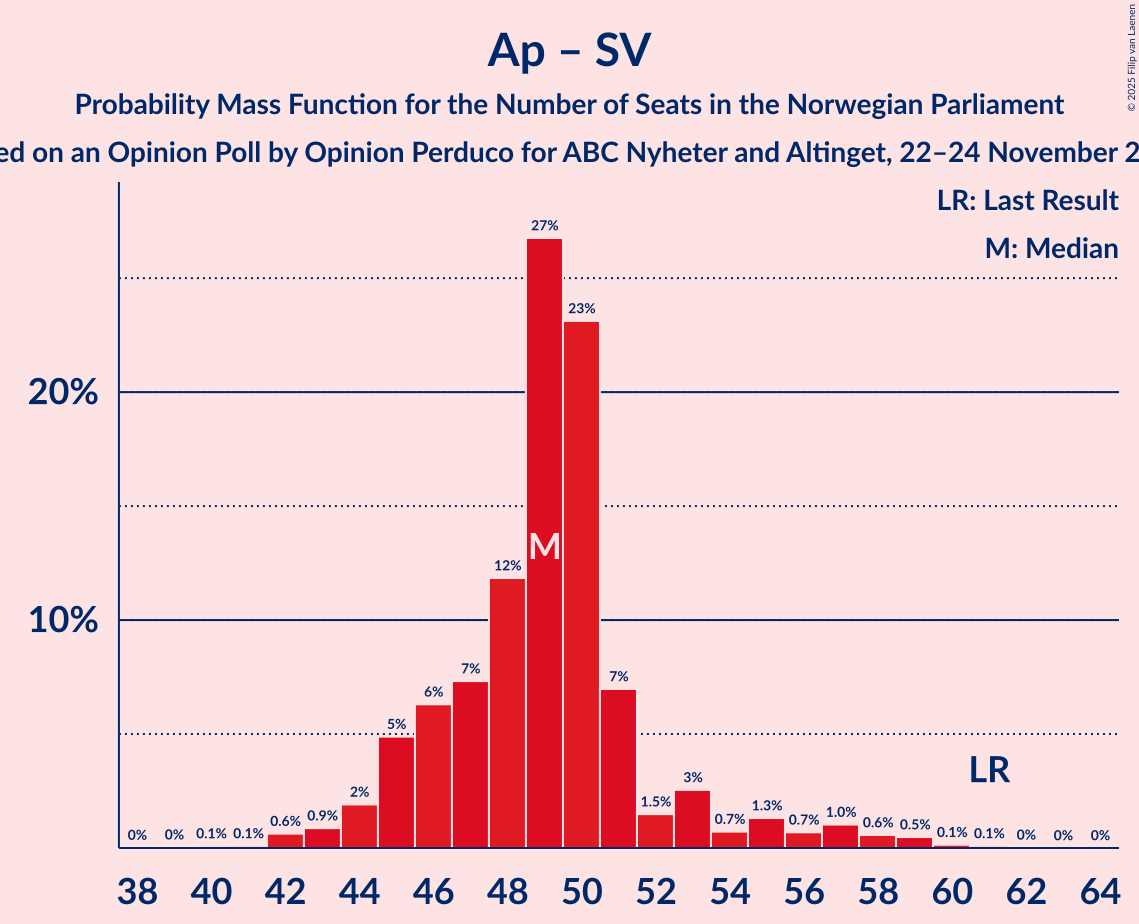 Ap – SV
Probability Mass Function for the Number of Seats in the Norwegian Parliament
ed on an Opinion Poll by Opinion Perduco for ABC Nyheter and Altinget, 22–24 November 2
© 2025 Filip van Laenen
LR: Last Result
M: Median
27%
23%
20%
M
12%
10%
7%
7%
6%
5%
3%
LR
2%
1.5%
1.3%
1.0%
0.9%
0.7%
0.7%
0.6%
0.6%
0.5%
0% 0% 0.1% 0.1% 0.1% 0.1% 0% 0% 0%
38 40 42 44 46 48 50 52 54 56 58 60 62 64